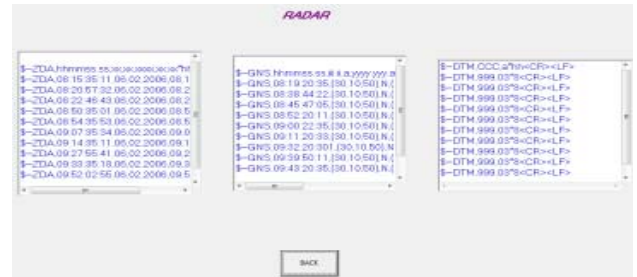 RADAR
$--ZDA,hhmmss.ss,xx,xx,xxxx,xx,xx*hh
$--ZDA,08:15:35:11,06,02,2006,08,1
$--ZDA,08:20:57:32,06,02,2006,08,2
$--ZDA,08:22:46:43,06,02,2006,08,2
$--ZDA,08:50:35:01,06,02,2006,08,5
$--ZDA,08:54:35:53,06,02,2006,08,5
$--ZDA,09:07:35:34,06,02,2006,09,0
$--ZDA,09:14:35:11,06,02,2006,09,1
$--ZDA,09:27:55:41,06,02,2006,09,2
$--ZDA,09:33:35:18,06,02,2006,09,3
$--ZDA,09:52:02:55,06,02,2006,09,5
$--GNS,hhmmss.ss,lll.ll,a,yyyy.yyy,a
$--GNS,08:19:20:35,{30,10;50},N,{
$--GNS,08:38:44:22,{30,10;50},N,{
$--GNS,08:45:47:05,{30,10;50},N,{
$--GNS,08:52:20:11,{30,10;50},N,{
$--GNS,09:00:22:35,{30,10;50},N,{
$--GNS,09:11:20:33,{30,10;50},N,{
$--GNS,09:32:20:301,{30,10,50},N
$--GNS,09:39:50:11,{30,10;50},N,{
$--GNS,09:43:20:35,{30,10;50},N,{
$--DTM,CCC,a*hh<CR><LF>
$--DTM,999,03*8<CR><LF>
$--DTM,999,03*8<CR><LF>
$--DTM,999,03*8<CR><LF>
$--DTM,999,03*8<CR><LF>
$--DTM,999,03*8<CR><LF>
$--DTM,999,03*8<CR><LF>
$--DTM,999,03*8<CR><LF>
$--DTM,999,03*8<CR><LF>
$--DTM,999,03*8<CR><LF>
BACK